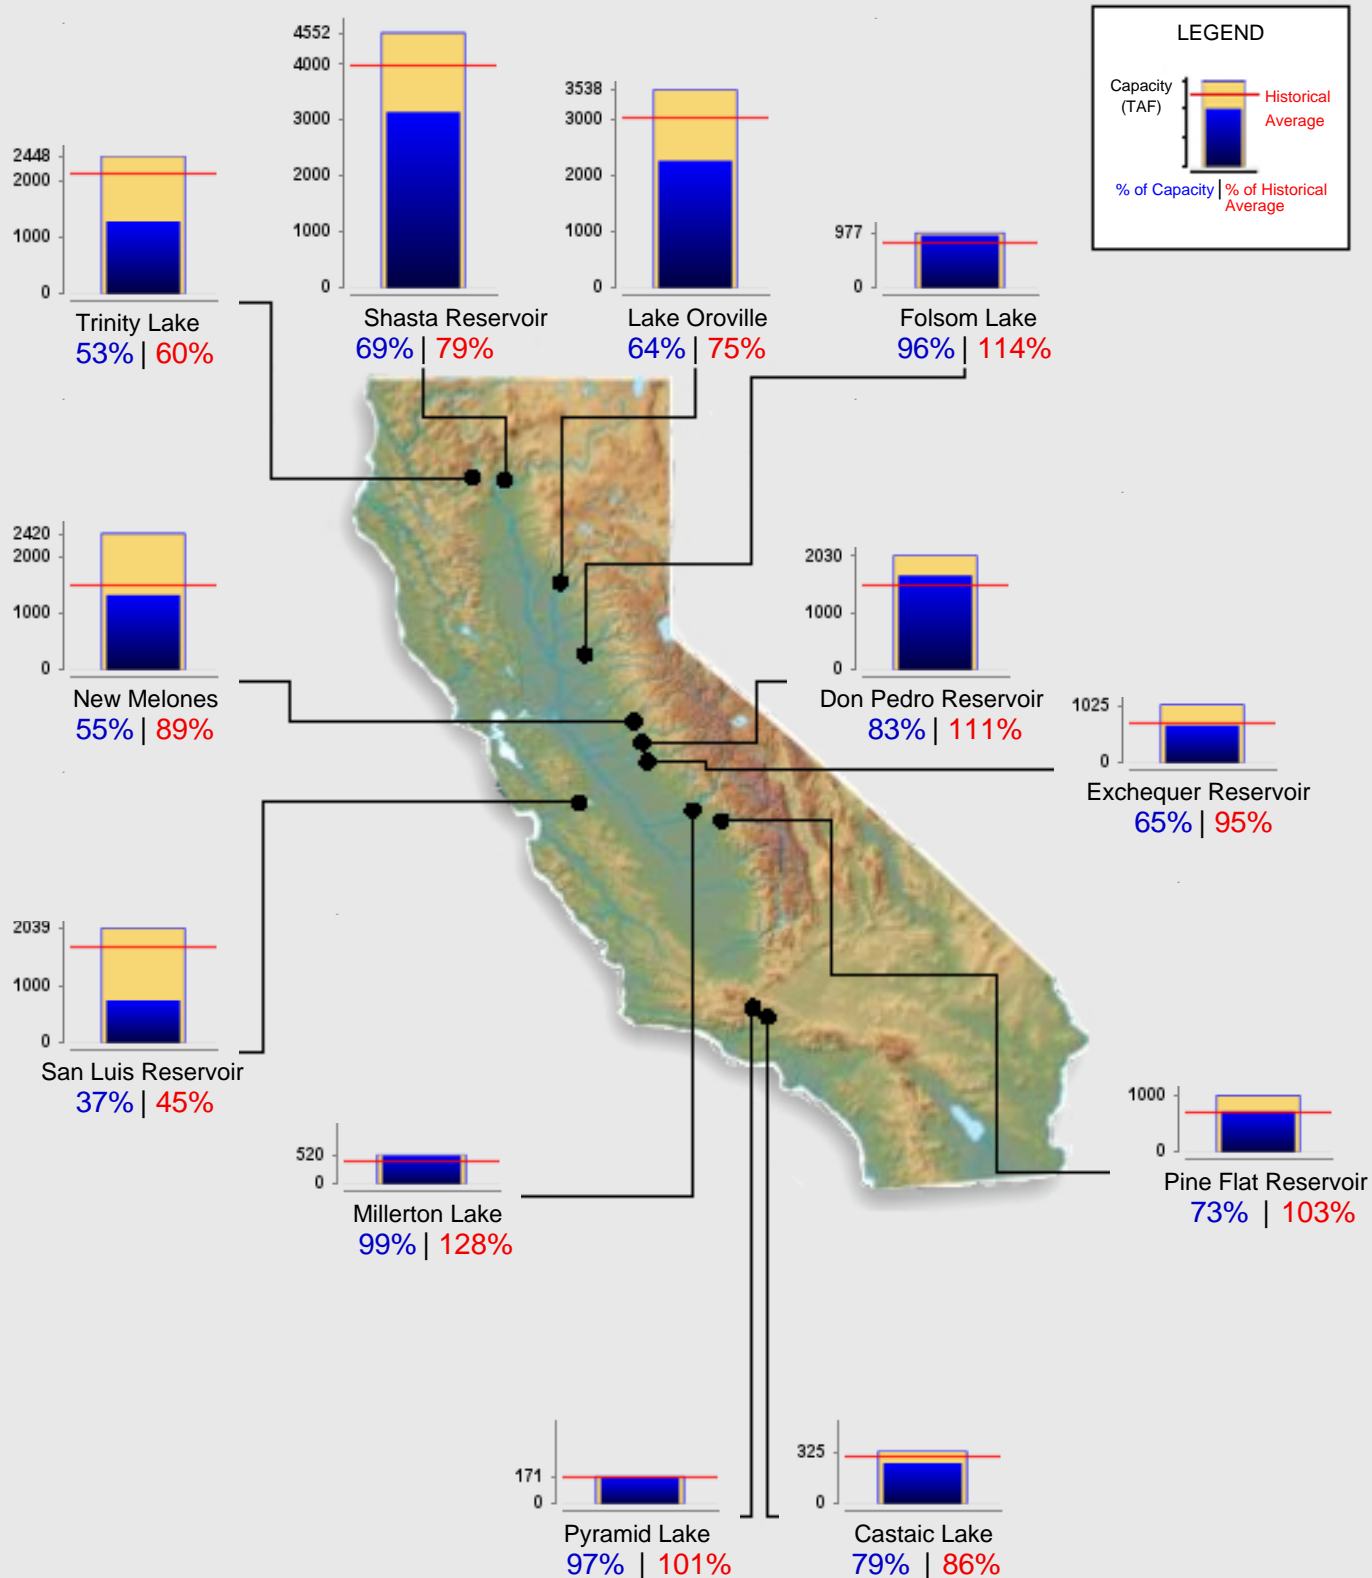 LEGEND
Capacity
(TAF)
Historical
Average
% of Capacity | % of Historical
Average
4552
4000
3000
2000
1000
0
Shasta Reservoir
69% | 79%
3538
3000
2000
1000
0
Lake Oroville
64% | 75%
2448
2000
1000
0
Trinity Lake
53% | 60%
977
0
Folsom Lake
96% | 114%
2420
2000
1000
0
New Melones
55% | 89%
2030
1000
0
Don Pedro Reservoir
83% | 111%
1025
0
Exchequer Reservoir
65% | 95%
2039
1000
0
San Luis Reservoir
37% | 45%
520
0
Millerton Lake
99% | 128%
1000
0
Pine Flat Reservoir
73% | 103%
171
0
Pyramid Lake
97% | 101%
325
0
Castaic Lake
79% | 86%